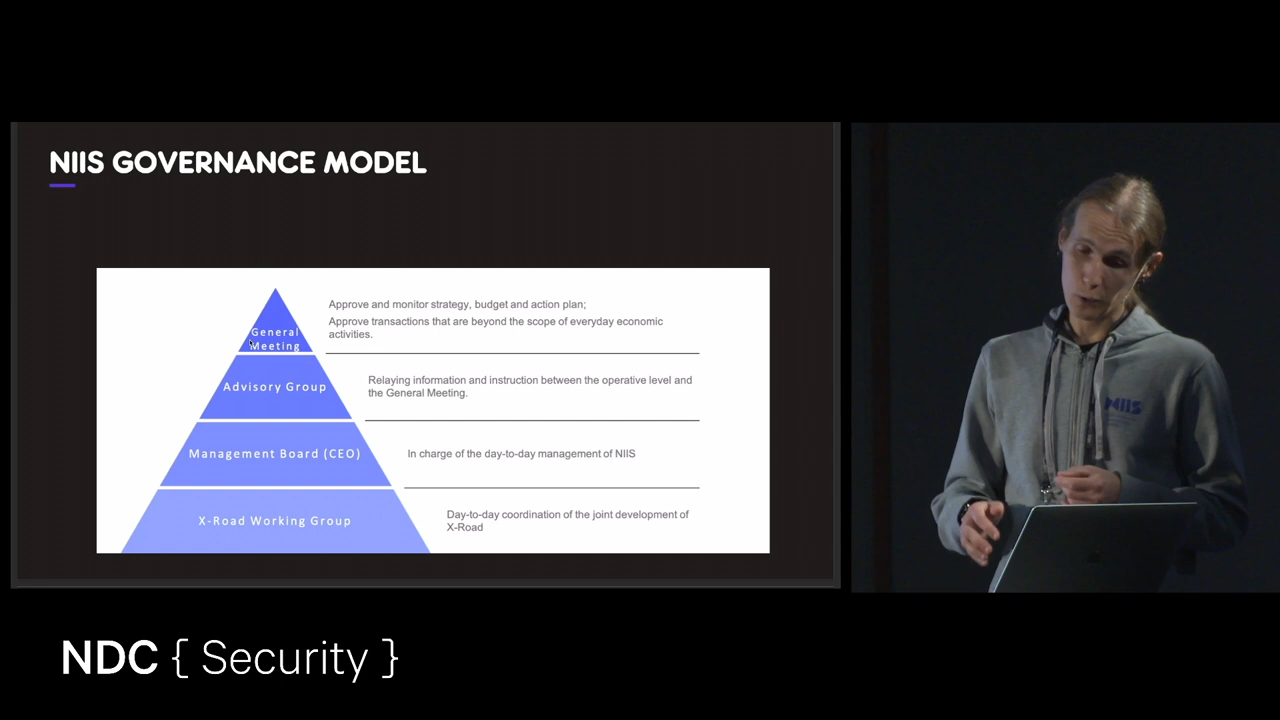 NIIS GOVERNANCE MODEL
General
Meeting
Approve and monitor strategy, budget and action plan;
Approve transactions that are beyond the scope of everyday economic
activities.
Advisory Group
Relaying information and instruction between the operative level and
the General Meeting.
Management Board (CEO)
In charge of the day-to-day management of NIIS
X-Road Working Group
Day-to-day coordination of the joint development of
X-Road
NIIS
NDC { Security }